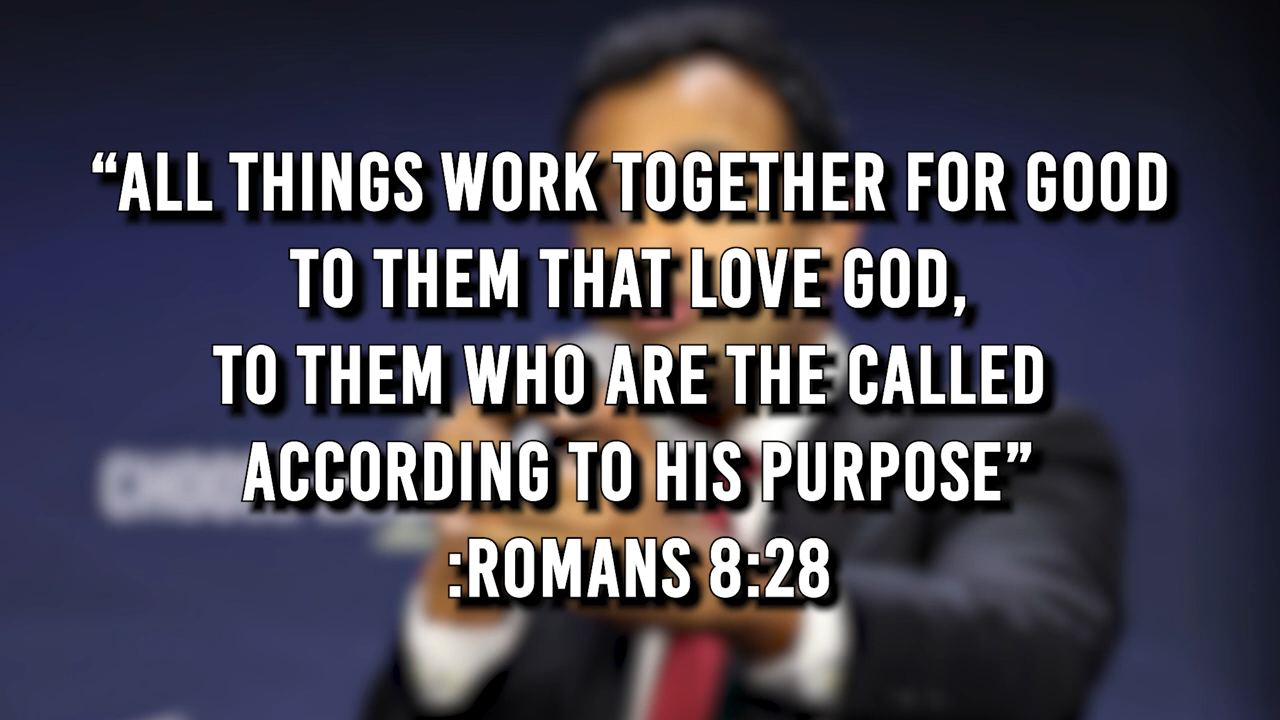 “ALL THINGS WORK TOGETHER FOR GOOD
TO THEM THAT LOVE GOD,
TO THEM WHO ARE THE CALLED
ACCORDING TO HIS PURPOSE”
:ROMANS 8:28